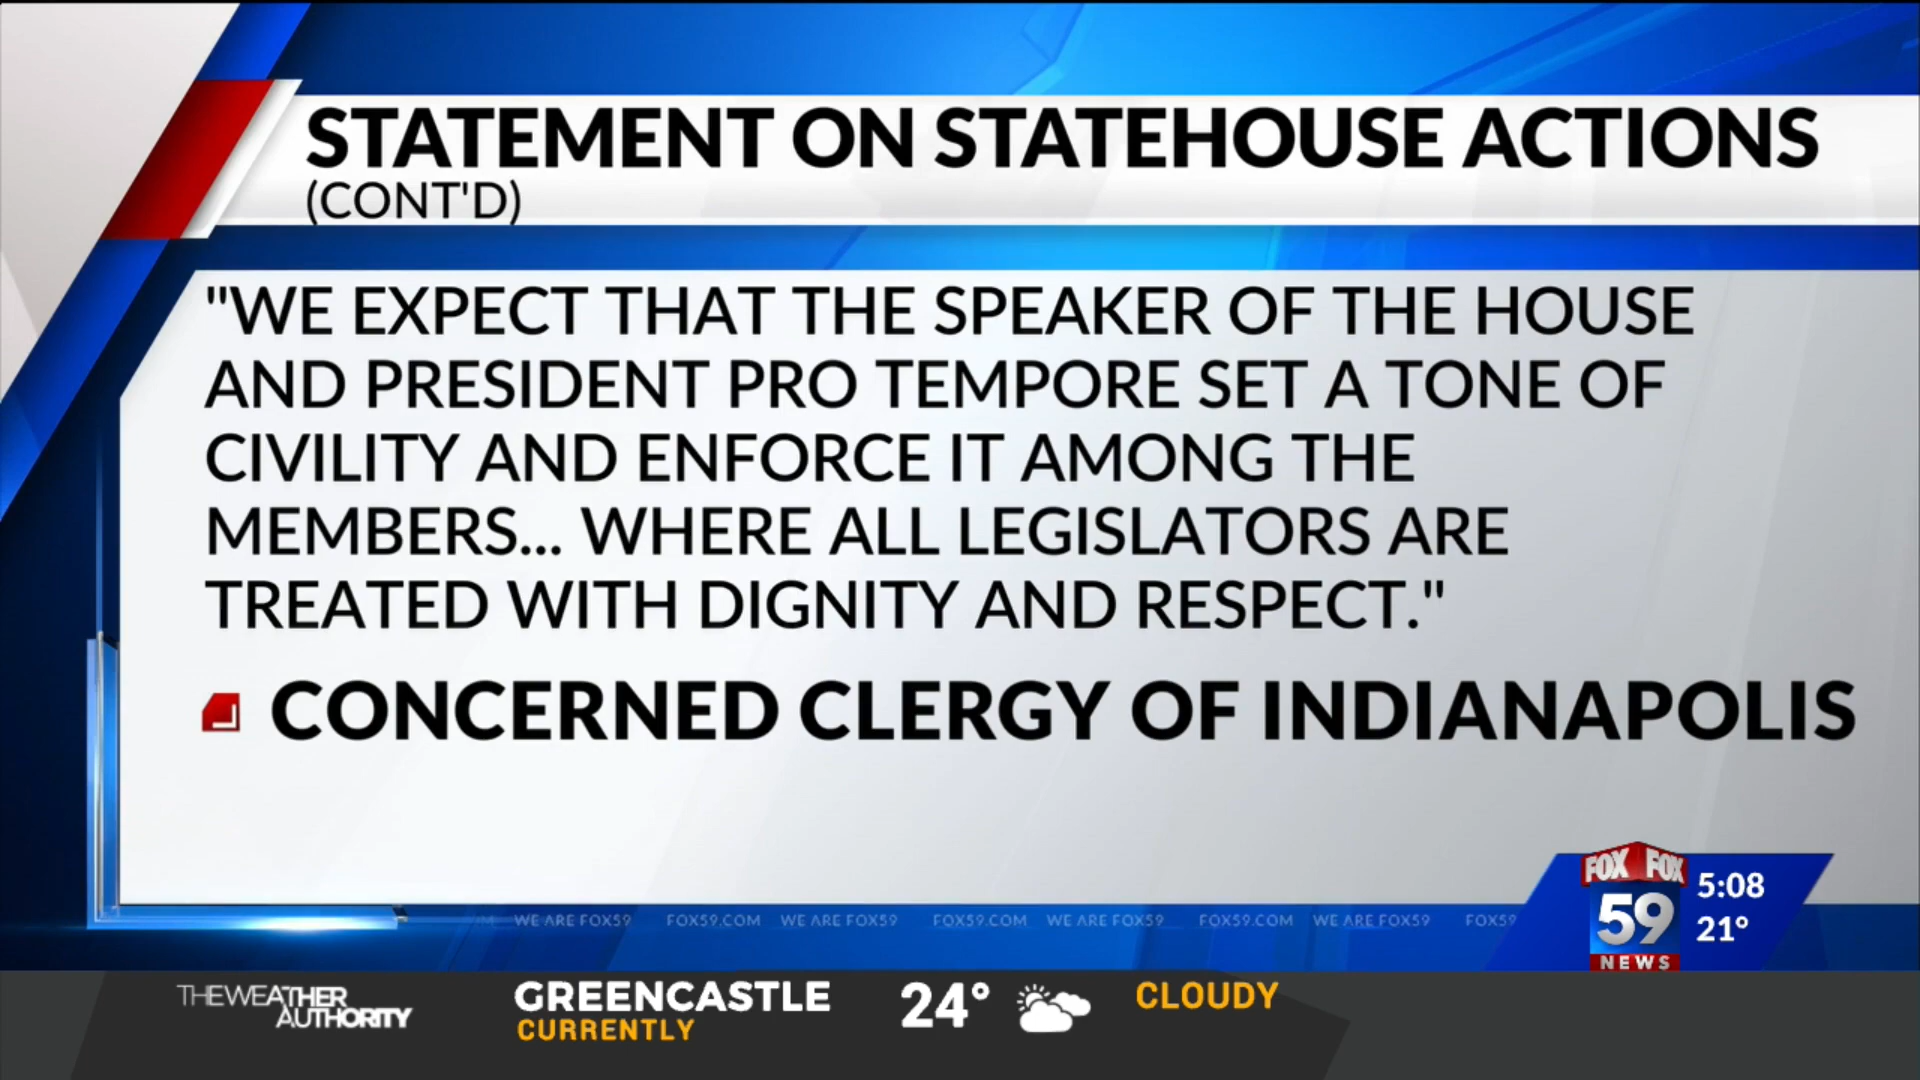 STATEMENT ON STATEHOUSE ACTIONS
(CONT'D)
"WE EXPECT THAT THE SPEAKER OF THE HOUSE
AND PRESIDENT PRO TEMPORE SET A TONE OF
CIVILITY AND ENFORCE IT AMONG THE
MEMBERS... WHERE ALL LEGISLATORS ARE
TREATED WITH DIGNITY AND RESPECT."
CONCERNED CLERGY OF INDIANAPOLIS
WE ARE FOX59 FOX59.COM WE ARE FOX59 FOX59.COM WE ARE FOX59 FOX59.COM WE ARE FOX59 FOX59
FOX FOX
59
NEWS
5:08
21°
THE WEATHER
AUTHORITY
GREENCASTLE
CURRENTLY
24°
CLOUDY